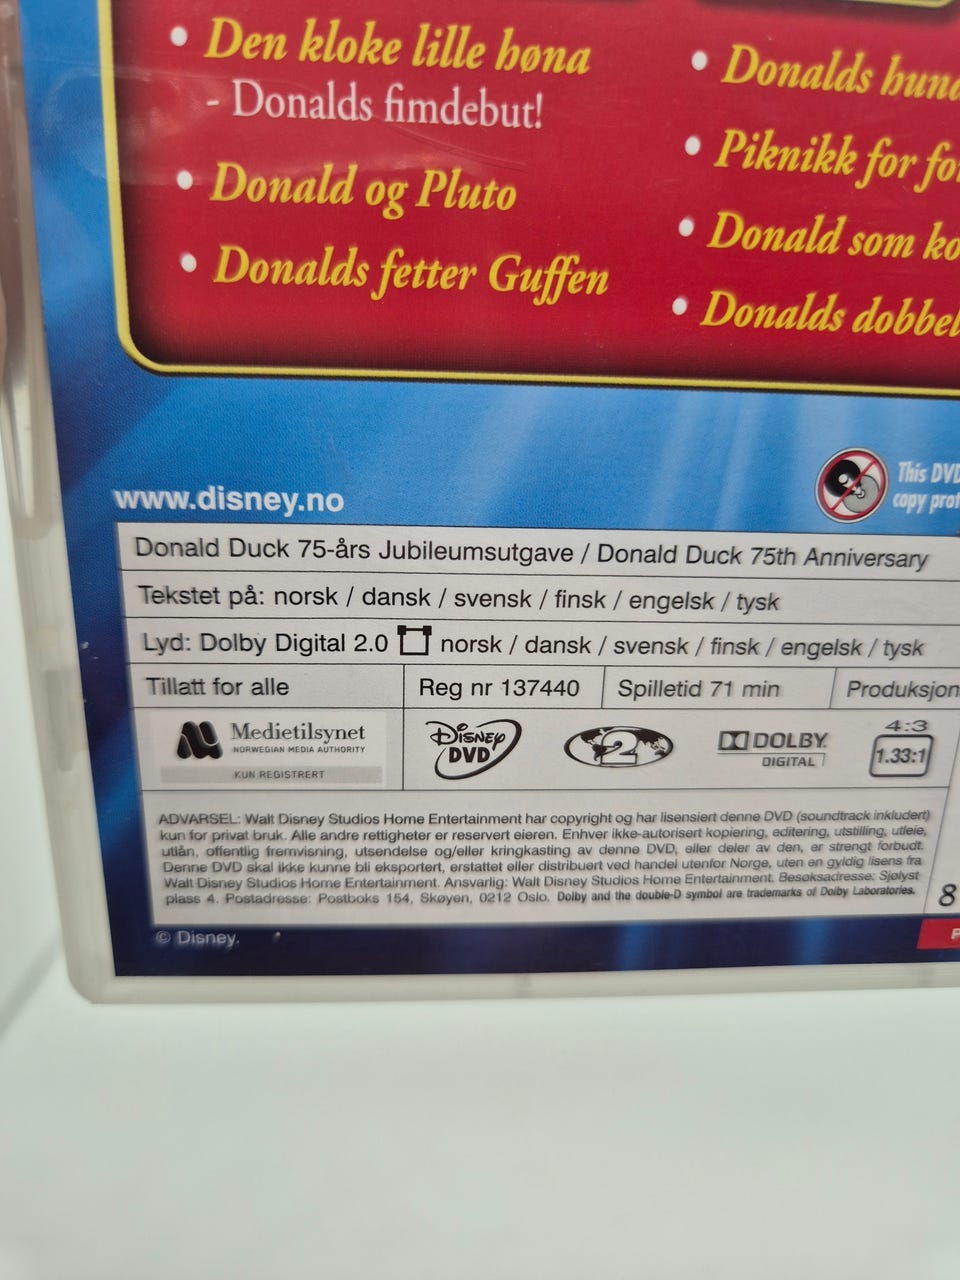 • Den kloke lille høna
- Donalds fimdebut!
• Donald og Pluto
• Donalds fetter Guffen
• Donalds
• Piknikk for
• Donald som
• Donalds
This DVD
copy
www.disney.no
Donald Duck 75-års Jubileumsutgave / Donald Duck 75th Anniversary
Tekstet på: norsk / dansk / svensk / finsk / engelsk / tysk
Lyd: Dolby Digital 2.0 norsk / dansk / svensk / finsk / engelsk / tysk
Tillatt for alle Reg nr 137440 Spilletid 71 min Produksjon
Medietilsynet
NORWEGIAN MEDIA AUTHORITY
KUN REGISTRERT
Disney
DVD
2
DOLBY
DIGITAL
4:3
1.33:1
ADVARSEL: Walt Disney Studios Home Entertainment har copyright og har lisensiert denne DVD (soundtrack inkludert)
kun for privat bruk. Alle andre rettigheter er reservert eieren. Enhver ikke-autorisert kopiering, editering, utstilling, utleie,
utlån, offentlig fremvisning, utsendelse og/eller kringkasting av denne DVD, eller deler av den, er strengt forbudt.
Denne DVD skal ikke kunne bli eksportert, erstattet eller distribuert ved handel utenfor Norge, uten en gyldig lisens fra
Walt Disney Studios Home Entertainment. Ansvarlig: Walt Disney Studios Home Entertainment. Besøksadresse: Sjølyst
plass 4. Postadresse: Postboks 154, Skøyen, 0212 Oslo. Dolby and the double-D symbol are trademarks of Dolby Laboratories.
8
© Disney.